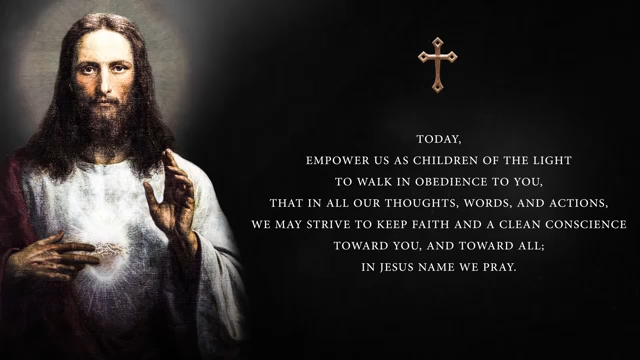 TODAY,
EMPOWER US AS CHILDREN OF THE LIGHT
TO WALK IN OBEDIENCE TO YOU,
THAT IN ALL OUR THOUGHTS, WORDS, AND ACTIONS,
WE MAY STRIVE TO KEEP FAITH AND A CLEAN CONSCIENCE
TOWARD YOU, AND TOWARD ALL;
IN JESUS NAME WE PRAY.